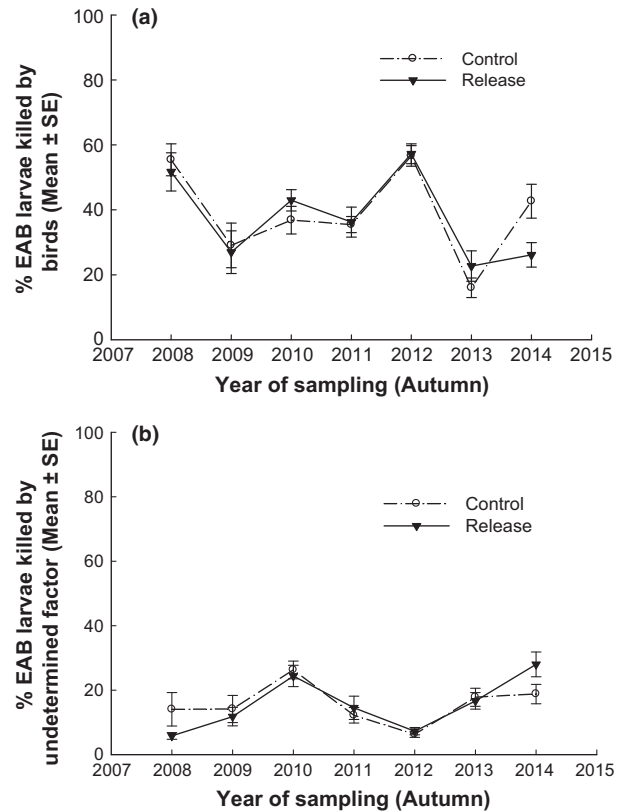 (a)
Control
Release
% EAB larvae killed by
birds (Mean ± SE)
100
80
60
40
20
0
2007 2008 2009 2010 2011 2012 2013 2014 2015
Year of sampling (Autumn)
(b)
Control
Release
% EAB larvae killed by
undetermined factor (Mean ± SE)
100
80
60
40
20
0
2007 2008 2009 2010 2011 2012 2013 2014 2015
Year of sampling (Autumn)